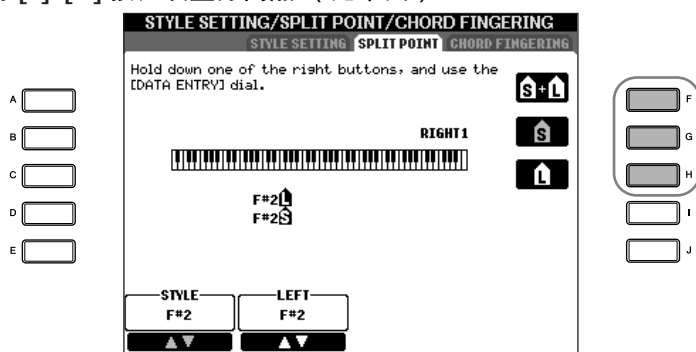 STYLE SETTING/SPLIT POINT/CHORD FINGERING
STYLE SETTING SPLIT POINT CHORD FINGERING
Hold down one of the right buttons, and use the
[DATA ENTRY] dial.
S+L
S
L
RIGHT1
F#2 L
F#2 S
A
B
C
D
E
F
G
H
I
J
STYLE
F#2
LEFT
F#2